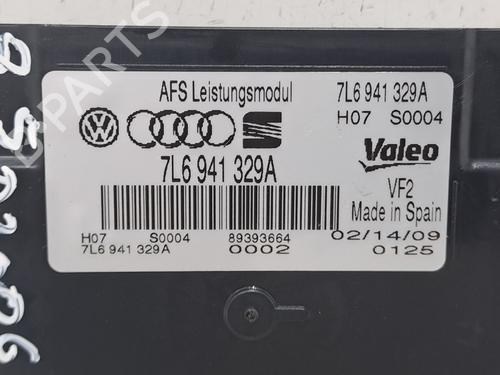 AFS Leistungsmodul
7L6 941 329A
H07 S0004
Valeo
7L6 941 329A
VF2
Made in Spain
H07 S0004 89393664
02/14/09
7L6 941 329A 0002 0125